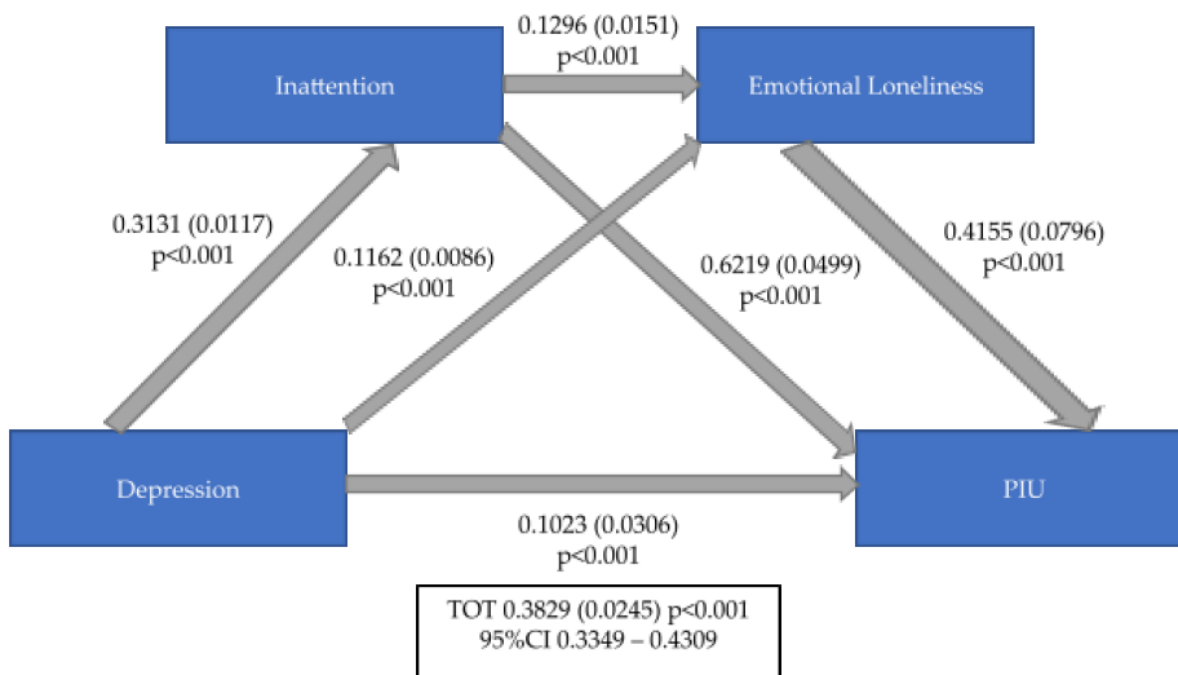 0.1296 (0.0151)
p<0.001
Inattention
Emotional Loneliness
0.3131 (0.0117)
p<0.001
0.1162 (0.0086)
p<0.001
0.6219 (0.0499)
p<0.001
0.4155 (0.0796)
p<0.001
Depression
PIU
0.1023 (0.0306)
p<0.001
TOT 0.3829 (0.0245) p<0.001
95%CI 0.3349 – 0.4309